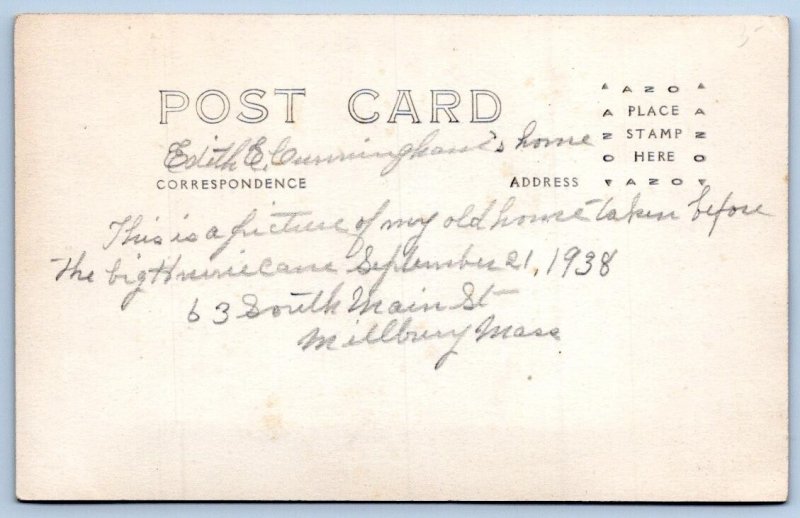 5
POST CARD
AZO
A PLACE A
Z STAMP Z
O HERE O
AZO
Edith E. Cunningham's home
CORRESPONDENCE
ADDRESS
This is a picture of my old home taken before
the big Hurricane September 21, 1938
63 South Main St
Millbury Mass